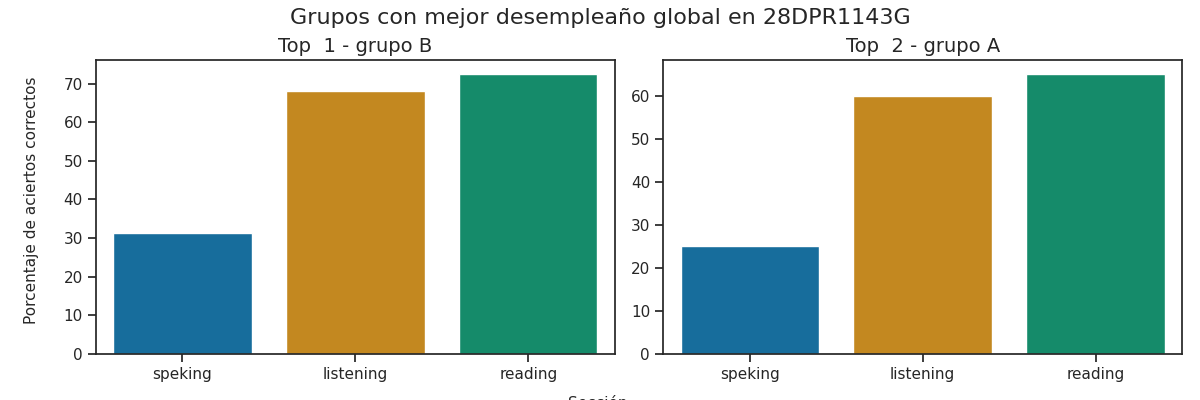 Grupos con mejor desempleaño global en 28DPR1143G
Top  1 - grupo B
Top  2 - grupo A
Porcentaje de aciertos correctos
70
60
50
40
30
20
10
0
speking
listening
reading
60
50
40
30
20
10
0
speking
listening
reading
Sección